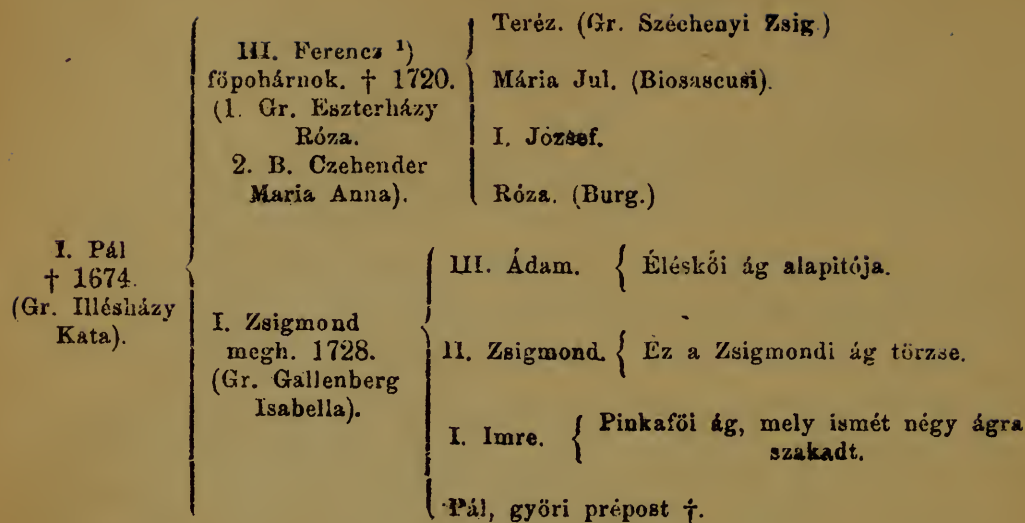 I. Pál
† 1674.
(Gr. Illésházy
Kata).
III. Ferencz ¹)
főpohárnok. † 1720.
(1. Gr. Eszterházy
Róza.
2. B. Czehender
Maria Anna).
Teréz. (Gr. Széchenyi Zsig.)
Mária Jul. (Biosascusi).
I. József.
Róza. (Burg.)
I. Zsigmond
megh. 1728.
(Gr. Gallenberg
Isabella).
III. Ádam. { Éléskői ág alapitója.
II. Zsigmond. { Ez a Zsigmondi ág törzse.
I. Imre. { Pinkafői ág, mely ismét négy ágra
szakadt.
Pál, győri prépost †.